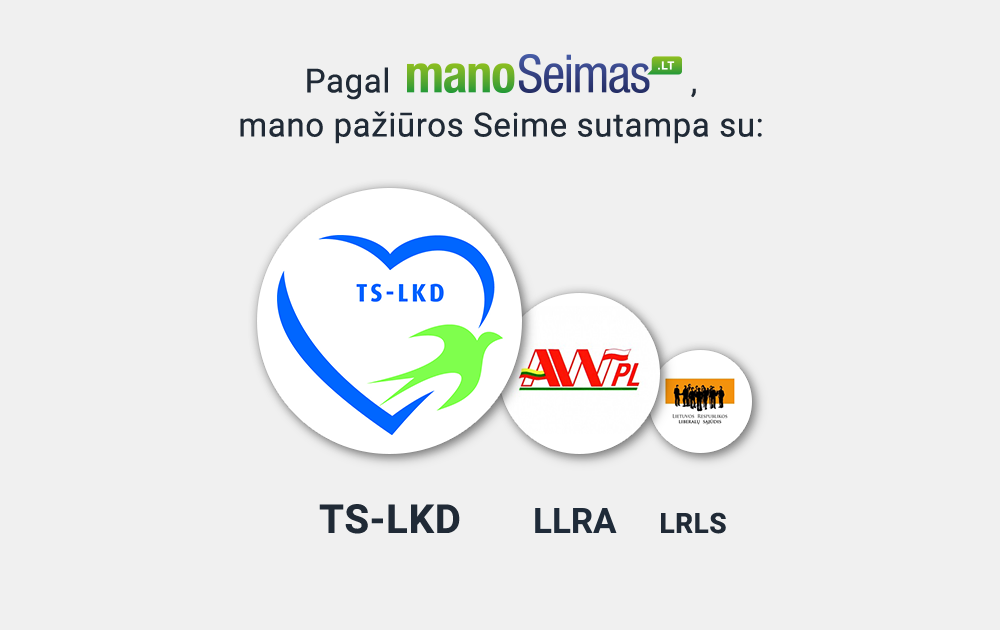 Pagal manoSeimas.LT,
mano pažiūros Seime sutampa su:
TS-LKD
AWPL
LIETUVOS RESPUBLIKOS
LIBERALŲ SĄJŪDIS
TS-LKD LLRA LRLS